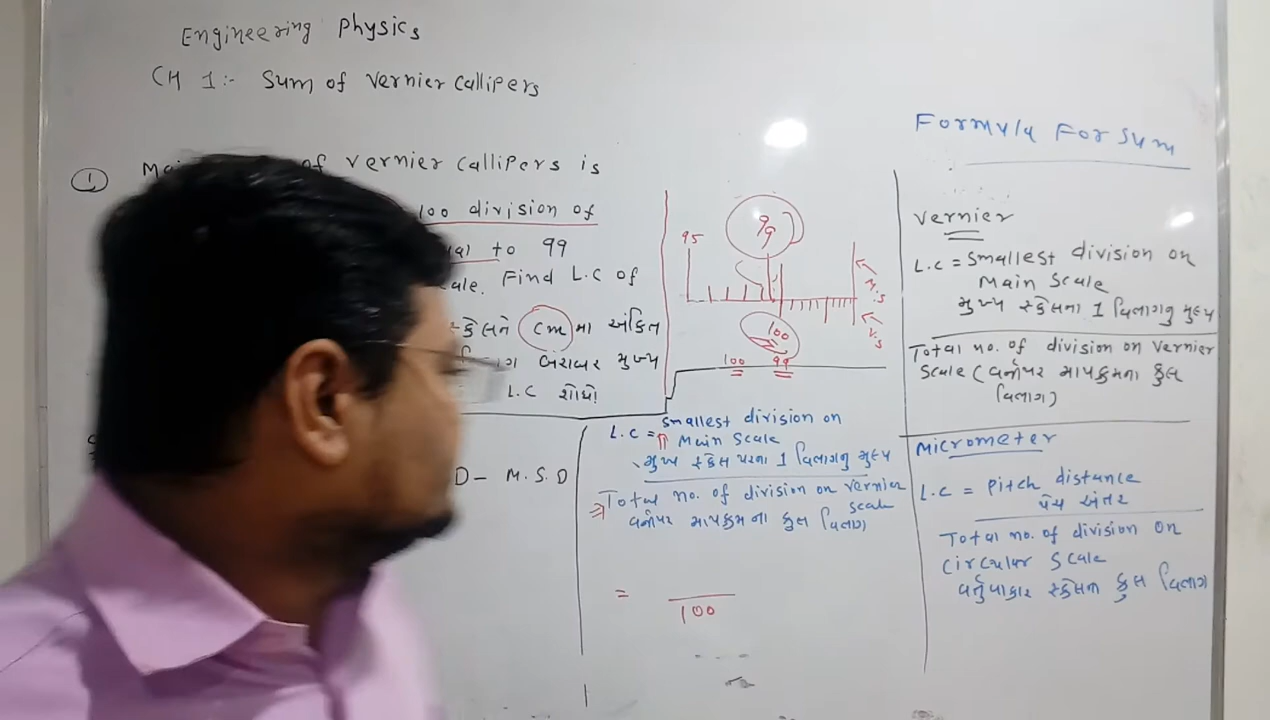 Engineering Physics
CH 1:- Sum of Vernier Callipers
① of Vernier Callipers is
100 division of
to 99
Find L.C of
cm મા અંકિત
બરાબર મુખ્ય
L.C શોધો
D - M.S.D
95
99
M.S
V.S
100
100 99
L.C = Smallest division on
Main Scale
મુખ્ય સ્કેલ પરના 1 વિભાગનુ મુલ્ય
Total no. of division on Vernier
Scale
વર્નીયર માપક્રમ ના કુલ વિભાગ
=
100
Formula For Sum
Vernier
L.C = Smallest division on
Main Scale
મુખ્ય સ્કેલના 1 વિભાગનુ મુલ્ય
Total no. of division on Vernier
Scale (વર્નીયર માપક્રમના કુલ
વિભાગ)
Micrometer
L.C = Pitch distance
પેચ અંતર
Total no. of division on
Circular Scale
વર્તુળાકાર સ્કેલના કુલ વિભાગ